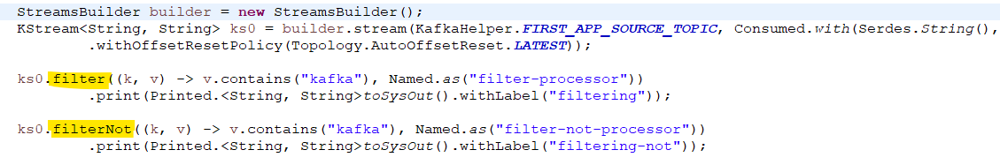 StreamsBuilder builder = new StreamsBuilder();
KStream<String, String> ks0 = builder.stream(KafkaHelper.FIRST_APP_SOURCE_TOPIC, Consumed.with(Serdes.String(),
.withOffsetResetPolicy(Topology.AutoOffsetReset.LATEST));
ks0.filter((k, v) -> v.contains("kafka"), Named.as("filter-processor"))
.print(Printed.<String, String>toSysOut().withLabel("filtering"));
ks0.filterNot((k, v) -> v.contains("kafka"), Named.as("filter-not-processor"))
.print(Printed.<String, String>toSysOut().withLabel("filtering-not"));